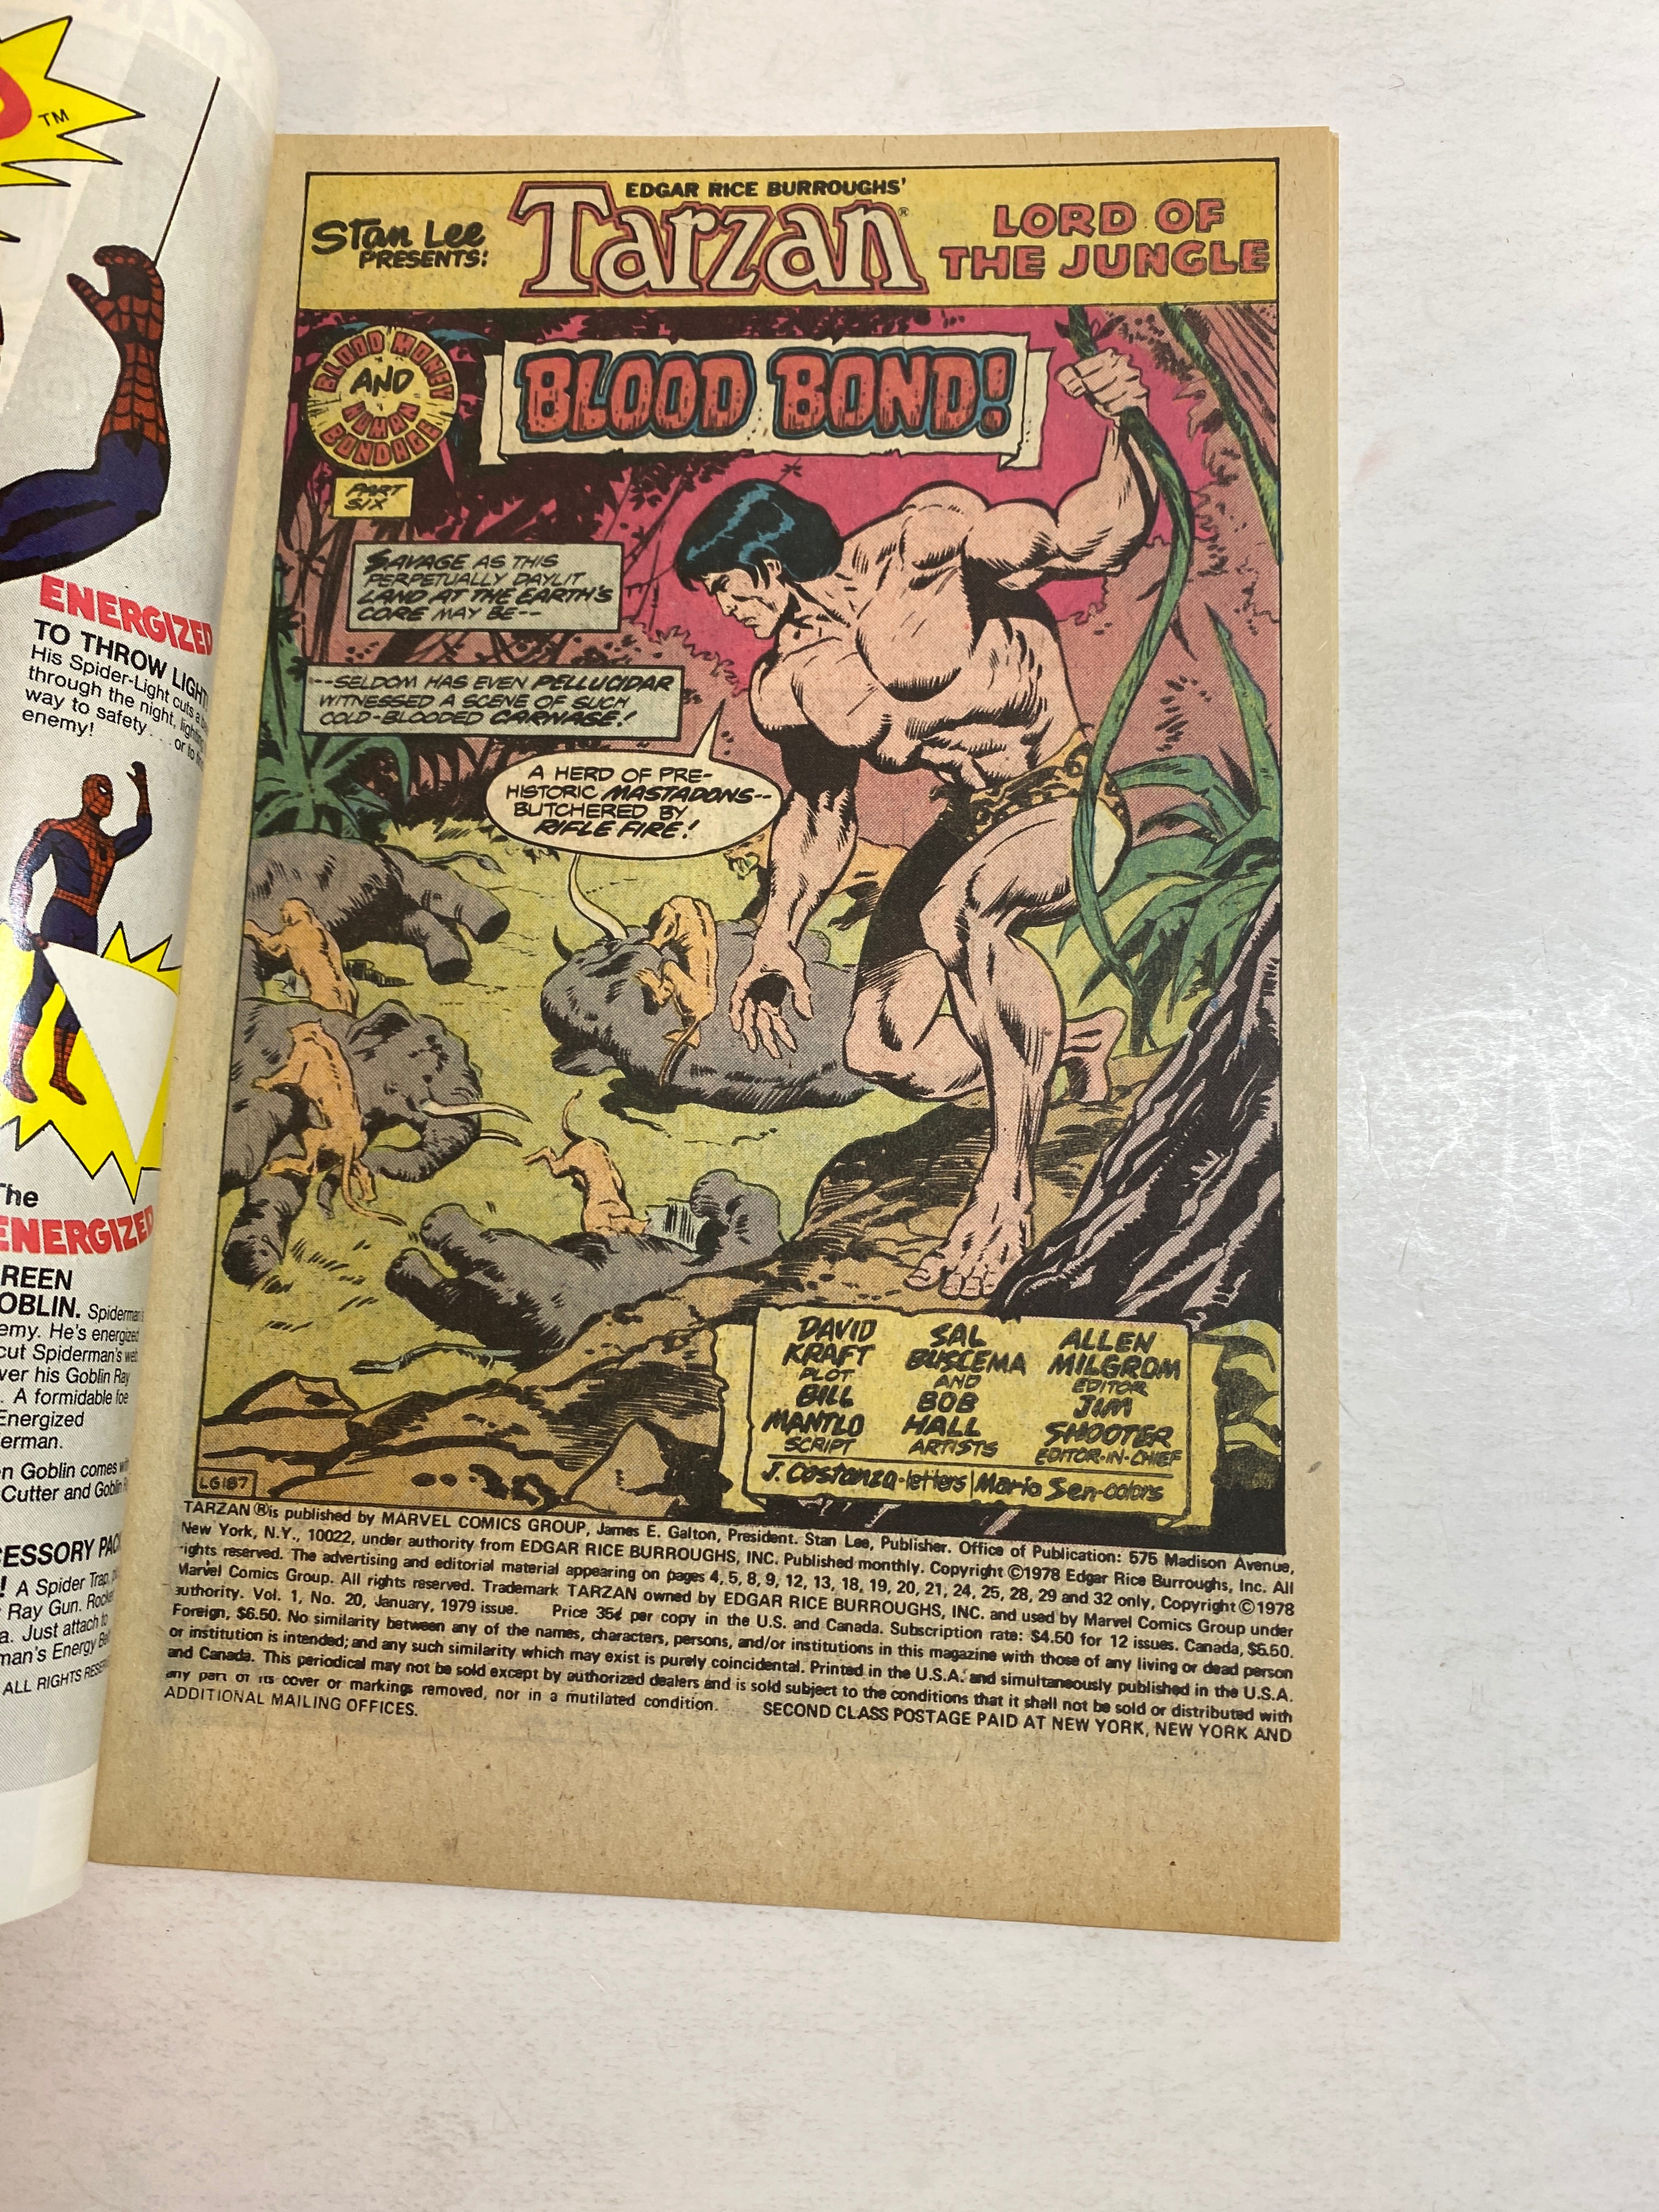 TM
ENERGIZED
TO THROW LIGHT!
His Spider-Light cuts a
through the night, lighting
way to safety . . . or to
enemy!
The
ENERGIZED
REEN
OBLIN. Spiderman's
emy. He's energized
cut Spiderman's web
ver his Goblin Ray
. A formidable foe
Energized
erman.
n Goblin comes with
Cutter and Goblin
CESSORY PACK
! A Spider Trap,
Ray Gun. Rocket
a. Just attach to
man's Energy Belt
ALL RIGHTS RESERVED
EDGAR RICE BURROUGHS'
Stan Lee
PRESENTS:
Tarzan®
LORD OF
THE JUNGLE
BLOOD MONEY
AND
HUMAN
BONDAGE
BLOOD BOND!
PART
SIX
SAVAGE AS THIS
PERPETUALLY DAYLIT
LAND AT THE EARTH'S
CORE MAY BE--
--SELDOM HAS EVEN PELLUCIDAR
WITNESSED A SCENE OF SUCH
COLD-BLOODED CARNAGE!
A HERD OF PRE-
HISTORIC MASTADONS--
BUTCHERED BY
RIFLE FIRE!
DAVID
KRAFT
PLOT
BILL
MANTLO
SCRIPT
SAL
BUSCEMA
AND
BOB
HALL
ARTISTS
ALLEN
MILGROM
EDITOR
JIM
SHOOTER
EDITOR-IN-CHIEF
J. Costanza-letters | Mario Sen-colors
LG187
TARZAN ® is published by MARVEL COMICS GROUP, James E. Galton, President. Stan Lee, Publisher. Office of Publication: 575 Madison Avenue,
New York, N.Y., 10022, under authority from EDGAR RICE BURROUGHS, INC. Published monthly. Copyright ©1978 Edgar Rice Burroughs, Inc. All
rights reserved. The advertising and editorial material appearing on pages 4, 5, 8, 9, 12, 13, 18, 19, 20, 21, 24, 25, 28, 29 and 32 only, Copyright ©1978
Marvel Comics Group. All rights reserved. Trademark TARZAN owned by EDGAR RICE BURROUGHS, INC. and used by Marvel Comics Group under
authority. Vol. 1, No. 20, January, 1979 issue. Price 35¢ per copy in the U.S. and Canada. Subscription rate: $4.50 for 12 issues. Canada, $5.50.
Foreign, $6.50. No similarity between any of the names, characters, persons, and/or institutions in this magazine with those of any living or dead person
or institution is intended; and any such similarity which may exist is purely coincidental. Printed in the U.S.A. and simultaneously published in the U.S.A.
and Canada. This periodical may not be sold except by authorized dealers and is sold subject to the conditions that it shall not be sold or distributed with
any part of its cover or markings removed, nor in a mutilated condition. SECOND CLASS POSTAGE PAID AT NEW YORK, NEW YORK AND
ADDITIONAL MAILING OFFICES.